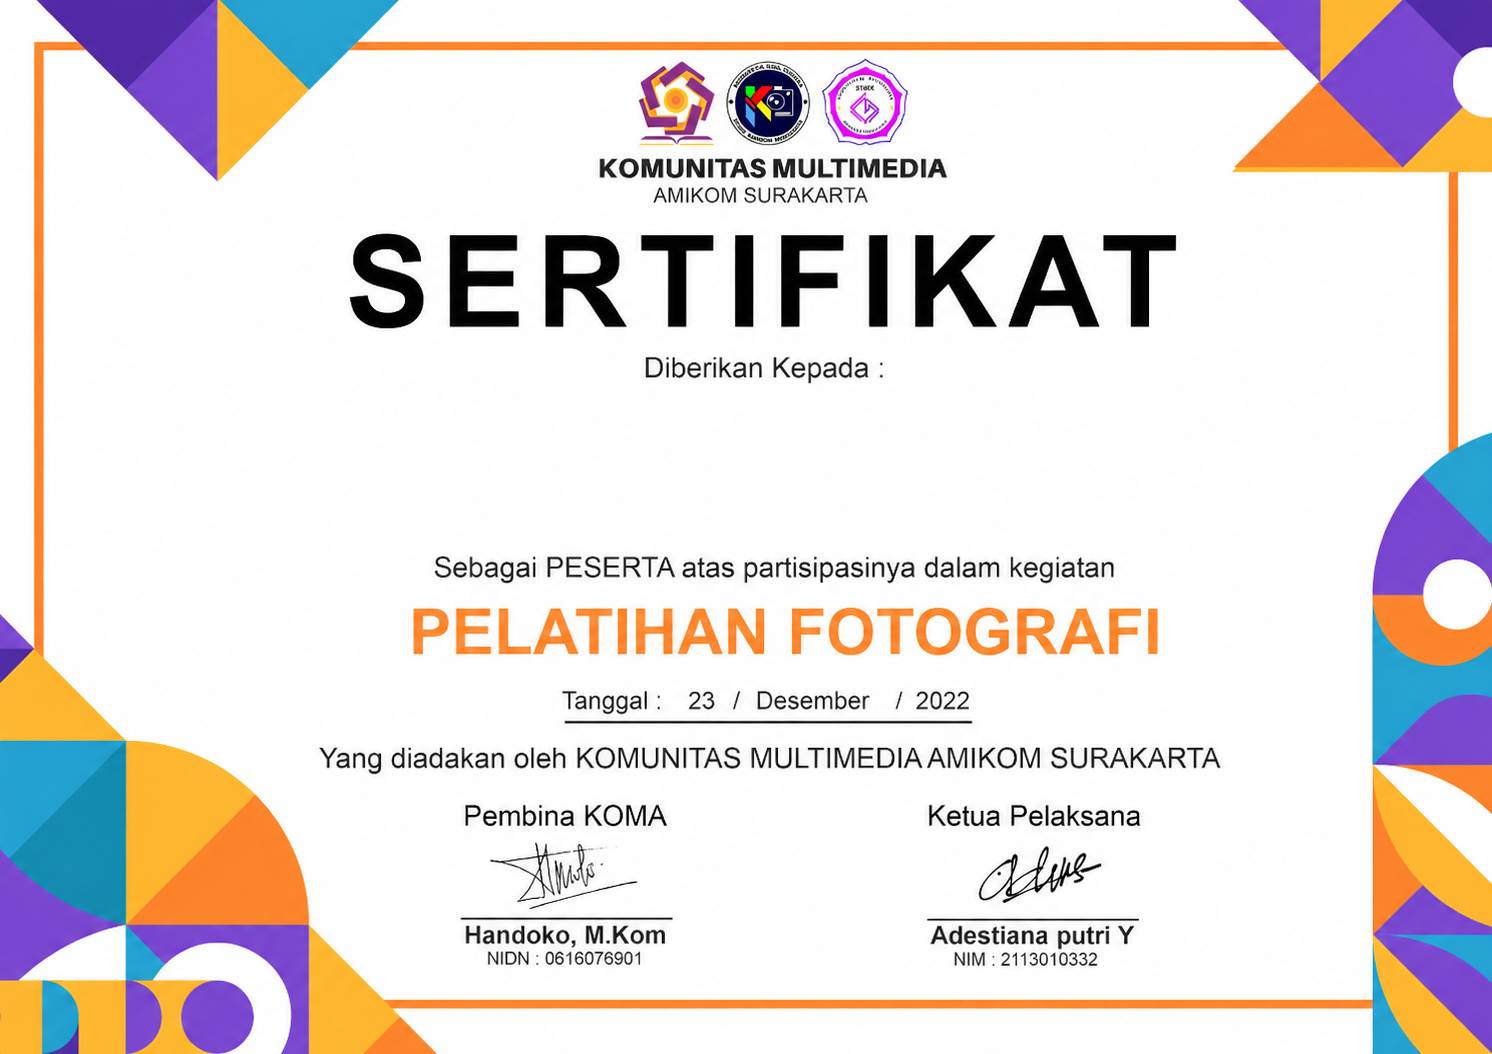 KOMUNITAS MULTIMEDIA
AMIKOM SURAKARTA
SERTIFIKAT
Diberikan Kepada :
Sebagai PESERTA atas partisipasinya dalam kegiatan
PELATIHAN FOTOGRAFI
Tanggal : 23 / Desember / 2022
Yang diadakan oleh KOMUNITAS MULTIMEDIA AMIKOM SURAKARTA
Pembina KOMA
Ketua Pelaksana
Handoko, M.Kom
NIDN : 0616076901
Adestiana putri Y
NIM : 2113010332